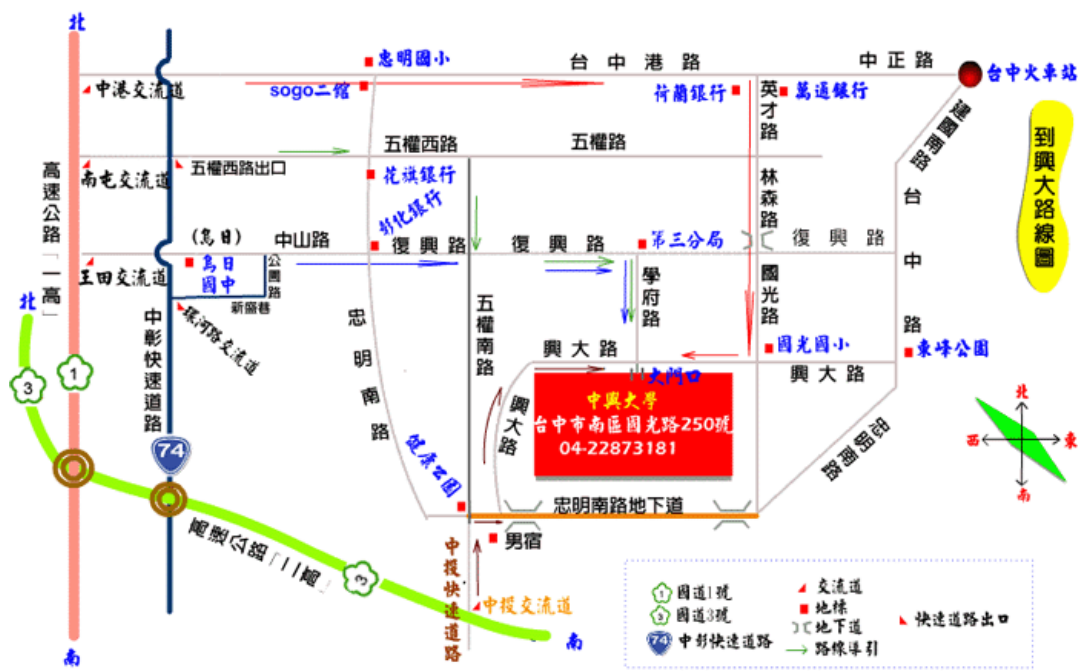 北
忠明國小
台中港路
中正路
台中火車站
中港交流道
sogo二館
荷蘭銀行
英才路
萬通銀行
建國南路
到興大路線圖
五權西路
五權路
南屯交流道
五權西路出口
花旗銀行
高速公路「一高」
彰化銀行
林森路
台中路
(烏日)
中山路
復興路
復興路
第三分局
復興路
王田交流道
烏日
國中
公園路
新盛巷
學府路
國光路
北
中彰快速道路
環河路交流道
忠明南路
五權南路
興大路
國光國小
興大路
東峰公園
3
1
大門口
中興大學
台中市南區國光路250號
04-22873181
興大路
忠明南路
北
西
東
南
74
健康公園
忠明南路地下道
高速公路「二高」
男宿
中投快速道路
3
中投交流道
南
南
1
國道1號
3
國道3號
74
中彰快速道路
交流道
地標
地下道
路線導引
快速道路出口